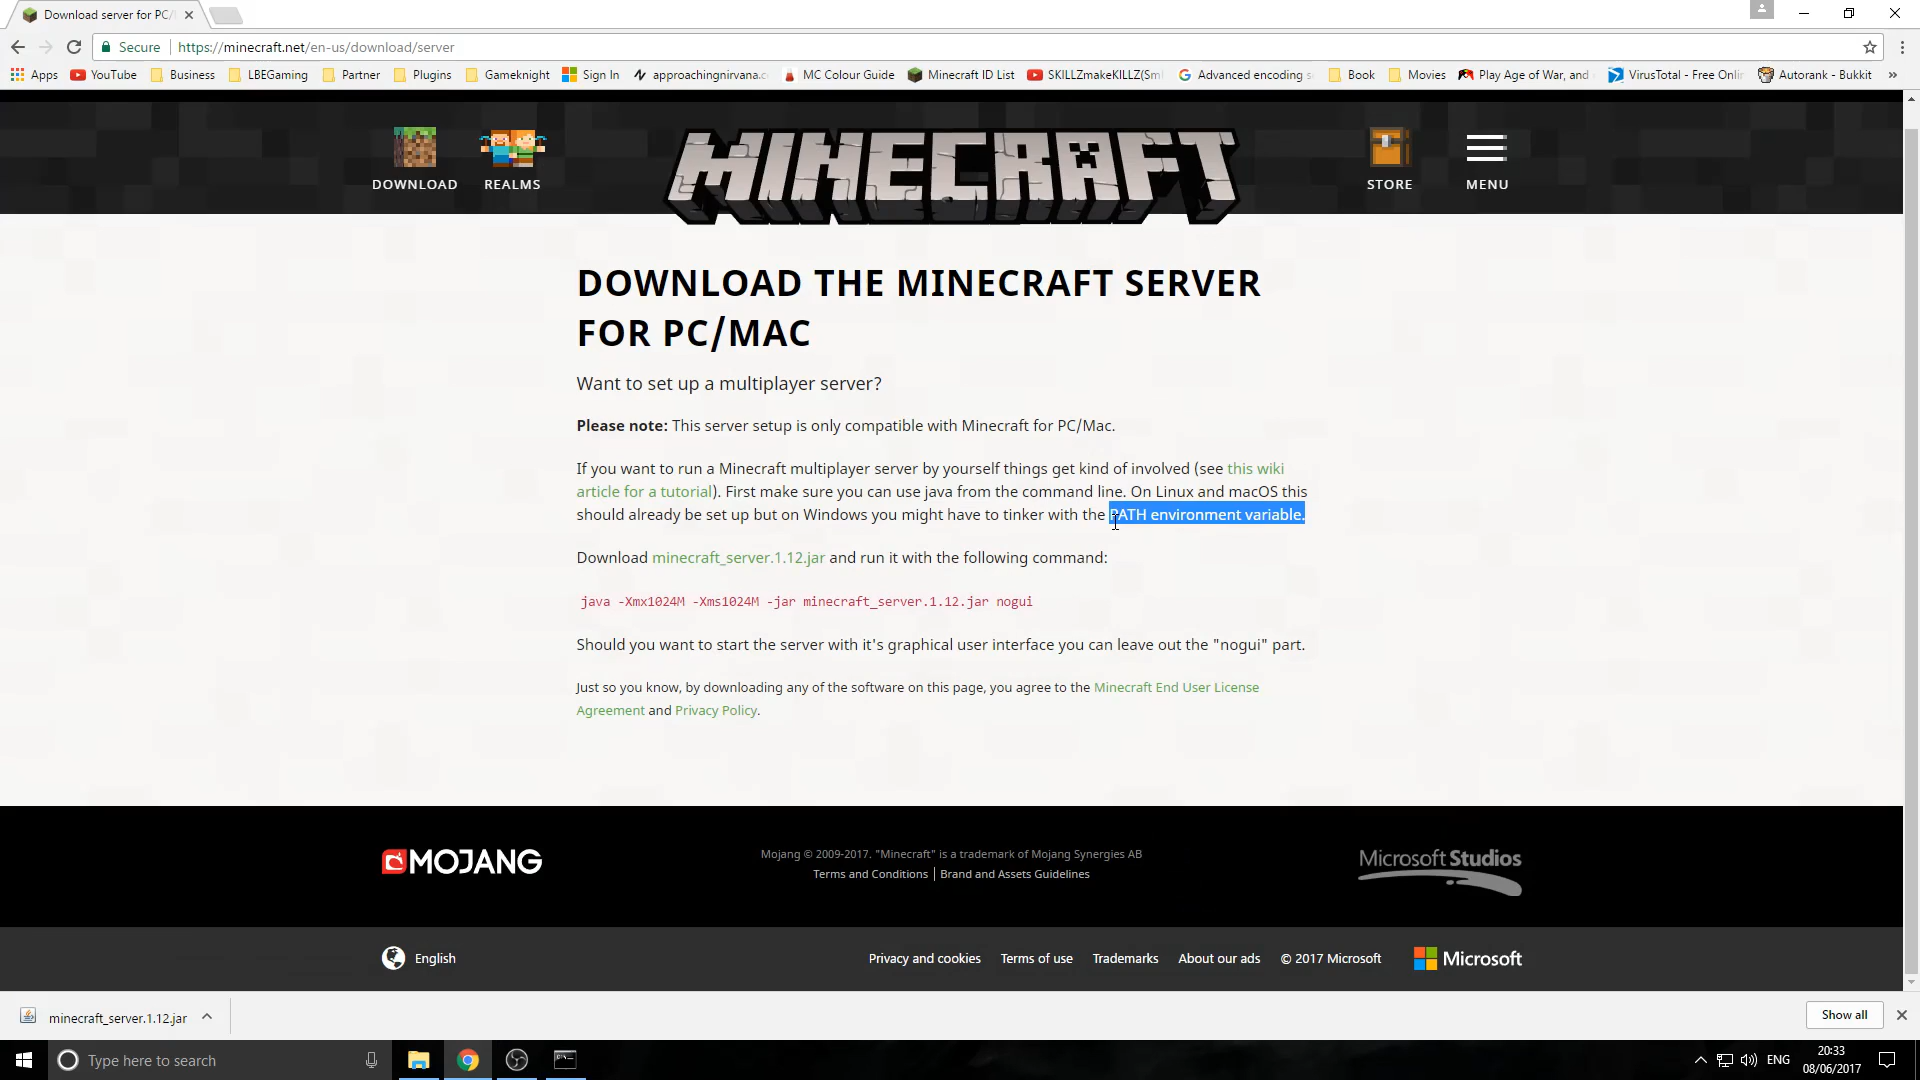 Download server for PC/
Secure
https://minecraft.net/en-us/download/server
Apps
YouTube
Business
LBEGaming
Partner
Plugins
Gameknight
Sign In
approachingnirvana.c
MC Colour Guide
Minecraft ID List
SKILLZmakeKILLZ(Sm
Advanced encoding s
Book
Movies
Play Age of War, and
VirusTotal - Free Onli
Autorank - Bukkit
»
DOWNLOAD
REALMS
MINECRAFT
STORE
MENU
DOWNLOAD THE MINECRAFT SERVER
FOR PC/MAC
Want to set up a multiplayer server?
Please note: This server setup is only compatible with Minecraft for PC/Mac.
If you want to run a Minecraft multiplayer server by yourself things get kind of involved (see this wiki
article for a tutorial). First make sure you can use java from the command line. On Linux and macOS this
should already be set up but on Windows you might have to tinker with the PATH environment variable.
Download minecraft_server.1.12.jar and run it with the following command:
java -Xmx1024M -Xms1024M -jar minecraft_server.1.12.jar nogui
Should you want to start the server with it's graphical user interface you can leave out the "nogui" part.
Just so you know, by downloading any of the software on this page, you agree to the Minecraft End User License
Agreement and Privacy Policy.
MOJANG
Mojang © 2009-2017. "Minecraft" is a trademark of Mojang Synergies AB
Terms and Conditions | Brand and Assets Guidelines
Microsoft Studios
English
Privacy and cookies
Terms of use
Trademarks
About our ads
© 2017 Microsoft
Microsoft
minecraft_server.1.12.jar
Show all
Type here to search
ENG
20:33
08/06/2017